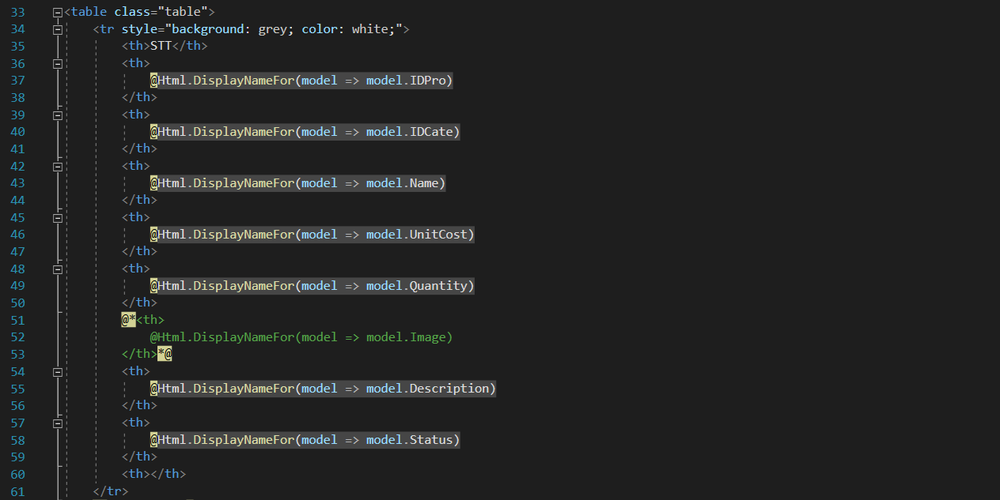 33 <table class="table">
34 <tr style="background: grey; color: white;">
35 <th>STT</th>
36 <th>
37 @Html.DisplayNameFor(model => model.IDPro)
38 </th>
39 <th>
40 @Html.DisplayNameFor(model => model.IDCate)
41 </th>
42 <th>
43 @Html.DisplayNameFor(model => model.Name)
44 </th>
45 <th>
46 @Html.DisplayNameFor(model => model.UnitCost)
47 </th>
48 <th>
49 @Html.DisplayNameFor(model => model.Quantity)
50 </th>
51 @*<th>
52 @Html.DisplayNameFor(model => model.Image)
53 </th>*@
54 <th>
55 @Html.DisplayNameFor(model => model.Description)
56 </th>
57 <th>
58 @Html.DisplayNameFor(model => model.Status)
59 </th>
60 <th></th>
61 </tr>